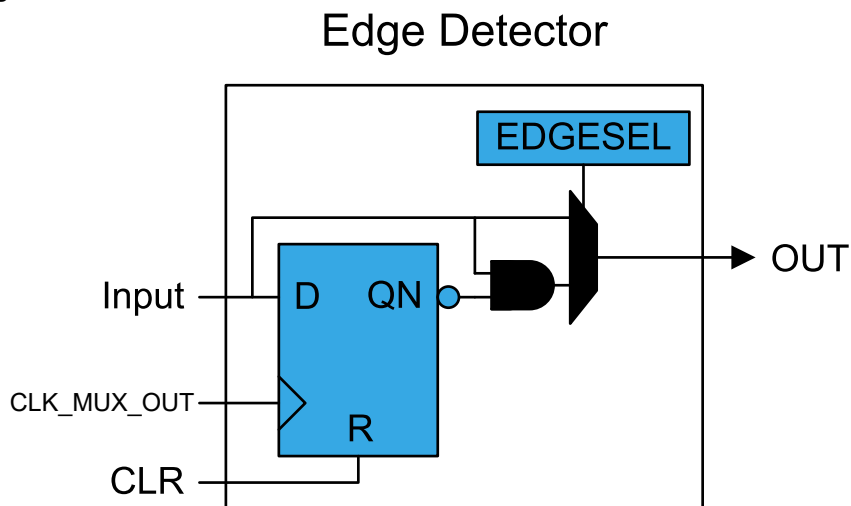 Edge Detector
EDGESEL
OUT
Input
D
QN
CLK_MUX_OUT
R
CLR